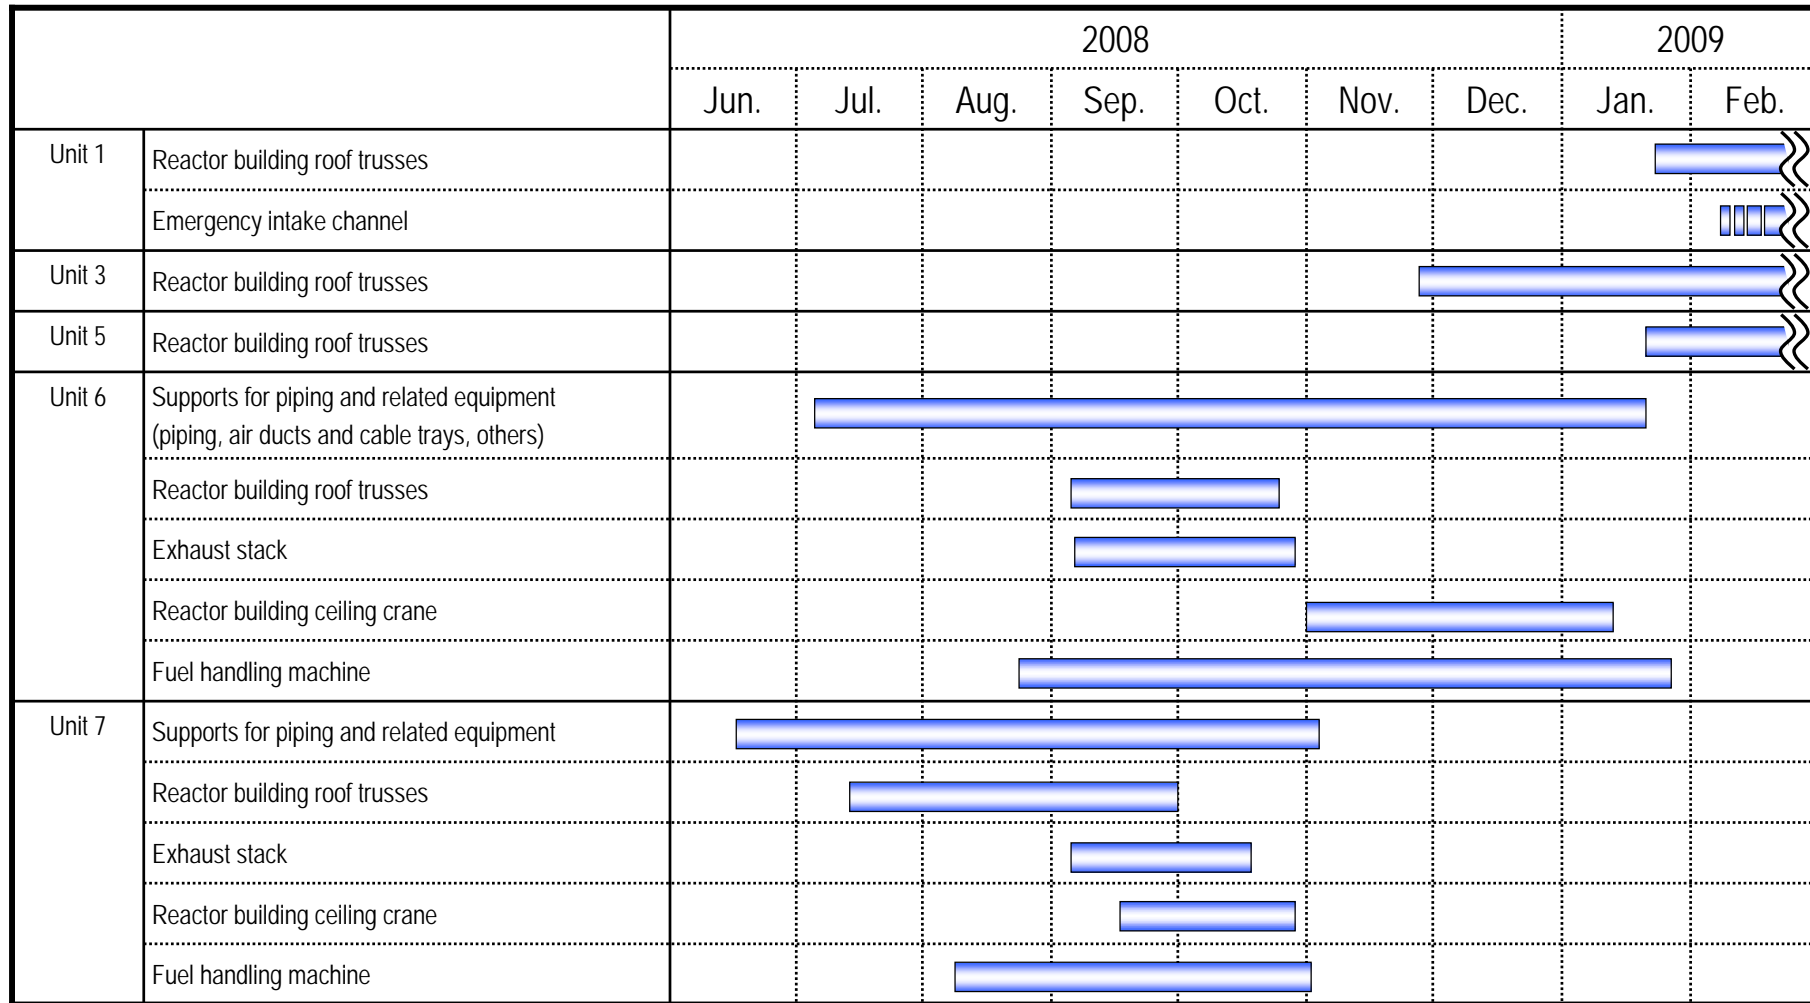 2008 2009
Jun. Jul. Aug. Sep. Oct. Nov. Dec. Jan. Feb.
Unit 1 Reactor building roof trusses
Emergency intake channel
Unit 3 Reactor building roof trusses
Unit 5 Reactor building roof trusses
Unit 6 Supports for piping and related equipment
(piping, air ducts and cable trays, others)
Reactor building roof trusses
Exhaust stack
Reactor building ceiling crane
Fuel handling machine
Unit 7 Supports for piping and related equipment
Reactor building roof trusses
Exhaust stack
Reactor building ceiling crane
Fuel handling machine